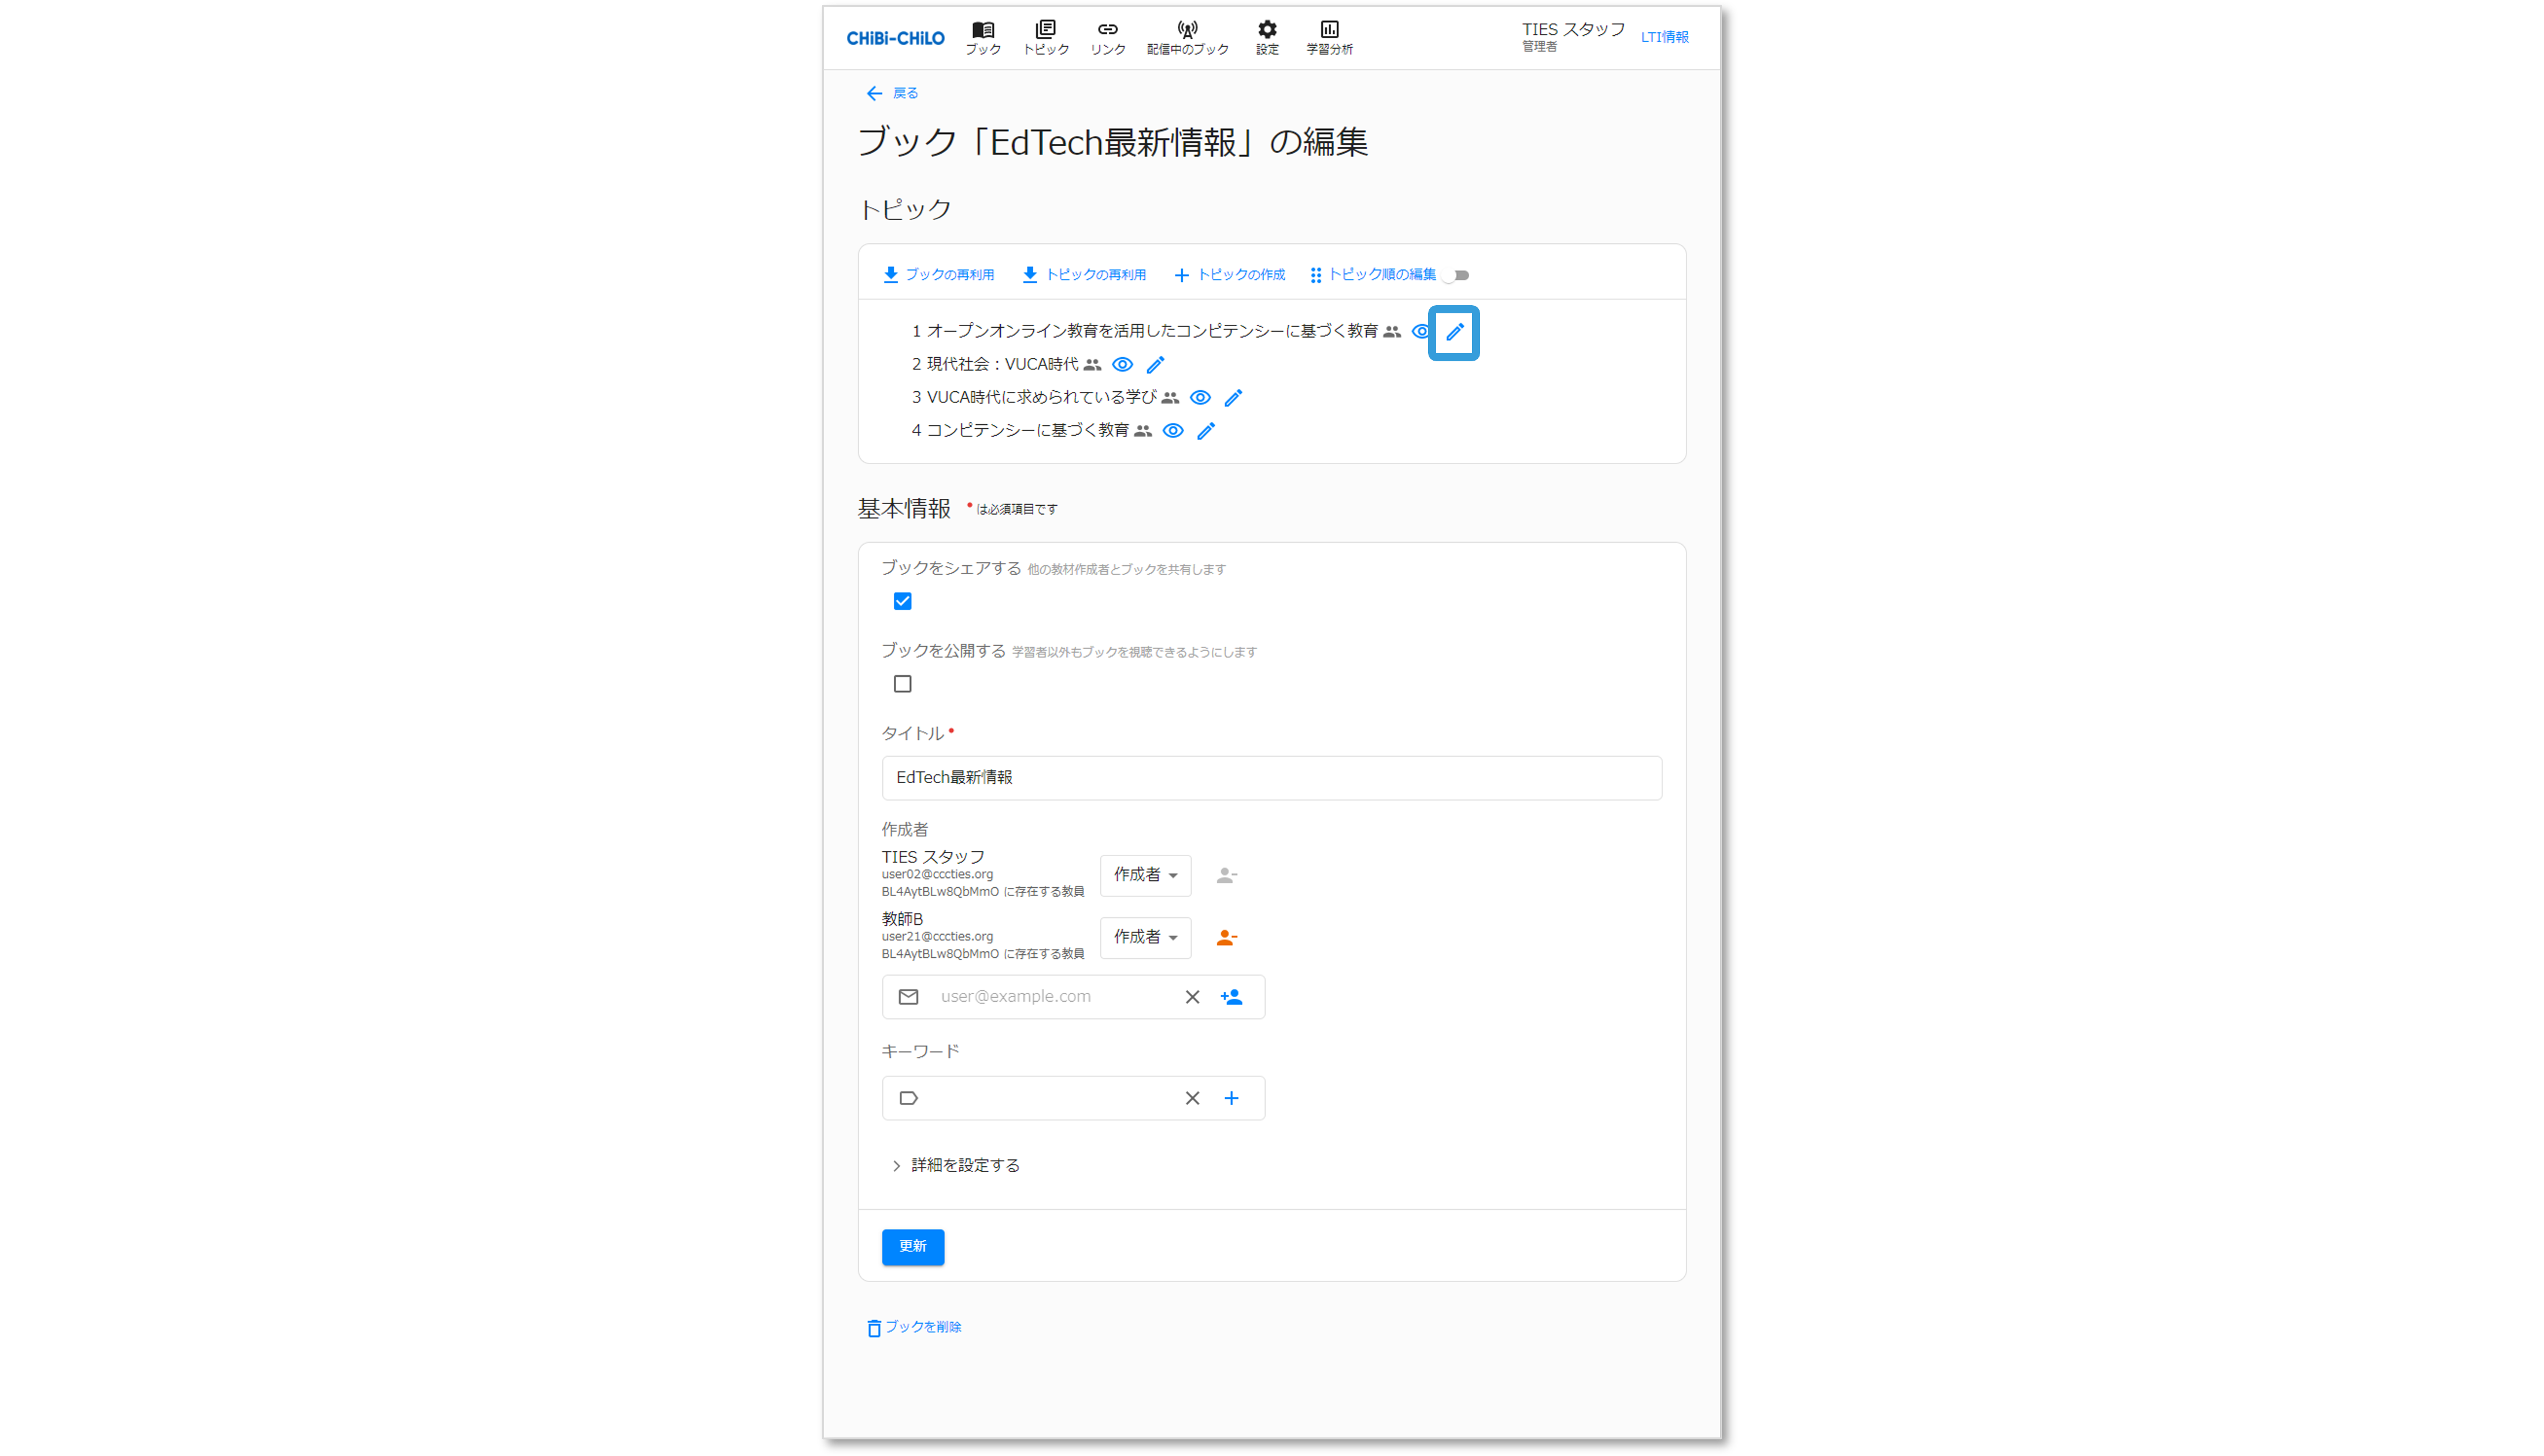 CHiBi-CHiLO
ブック
トピック
リンク
配信中のブック
設定
学習分析
TIES スタッフ
管理者
LTI情報
戻る
ブック「EdTech最新情報」の編集
トピック
ブックの再利用 トピックの再利用 トピックの作成 トピック順の編集
1 オープンオンライン教育を活用したコンピテンシーに基づく教育
2 現代社会：VUCA時代
3 VUCA時代に求められている学び
4 コンピテンシーに基づく教育
基本情報 * は必須項目です
ブックをシェアする 他の教材作成者とブックを共有します
ブックを公開する 学習者以外もブックを視聴できるようにします
タイトル *
EdTech最新情報
作成者
TIES スタッフ
user02@cccties.org
BL4AytBLw8QbMmO に存在する教員
作成者
教師B
user21@cccties.org
BL4AytBLw8QbMmO に存在する教員
作成者
user@example.com
キーワード
詳細を設定する
更新
ブックを削除